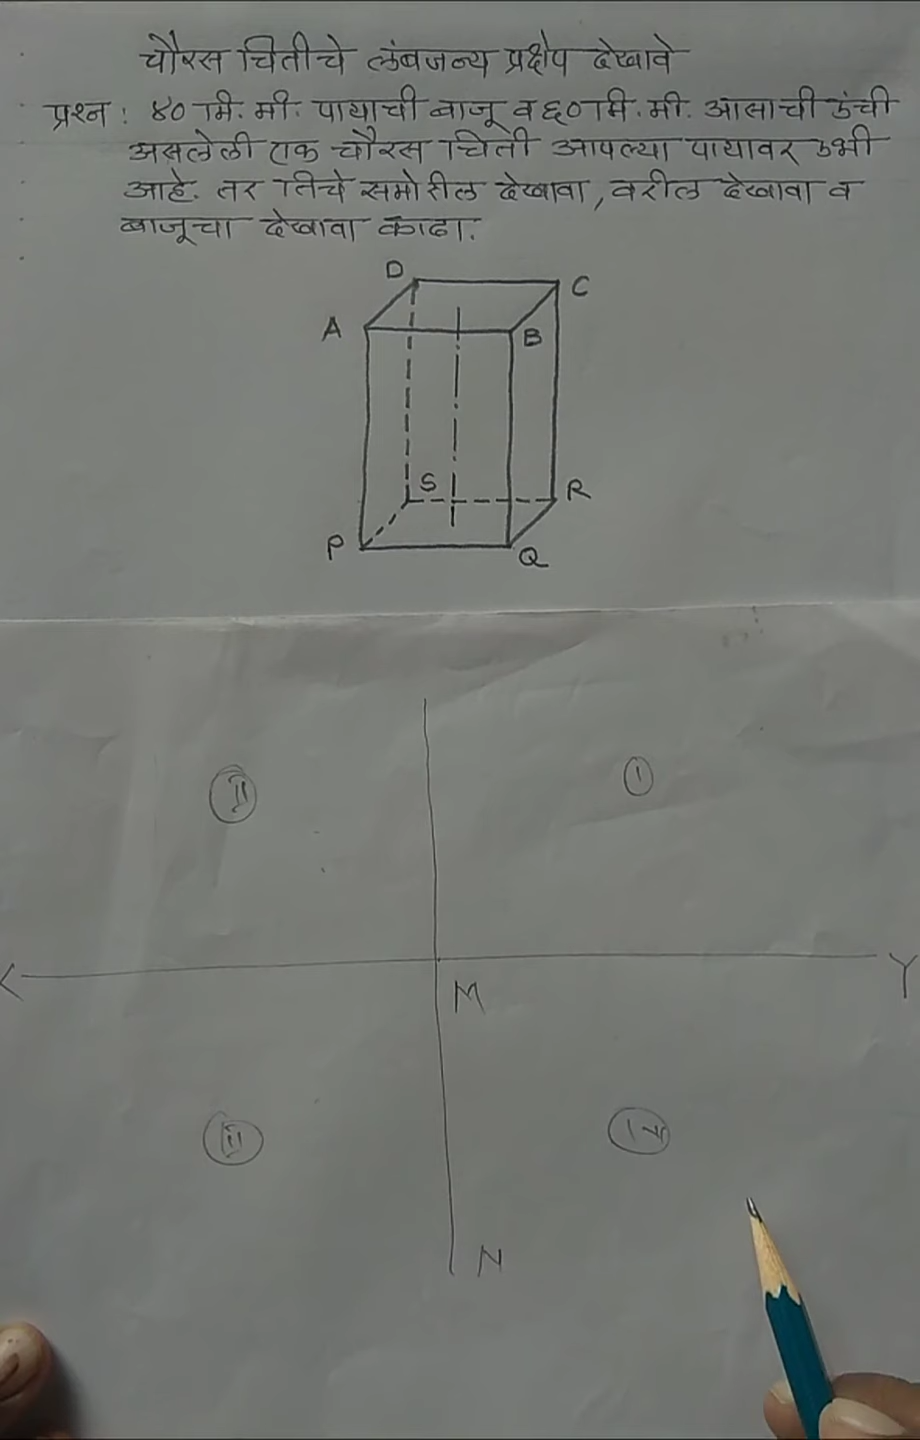 चौरस चितीचे लंबजन्य प्रक्षेप देखावे
प्रश्न : ४० मि. मी. पायाची बाजू व ६० मि. मी. आसाची उंची
असलेली एक चौरस चिती आपल्या पायावर उभी
आहे. तर तिचे समोरील देखावा, वरील देखावा व
बाजूचा देखावा काढा.
D C
A B
S R
P Q
II I
X Y
M
III IV
N